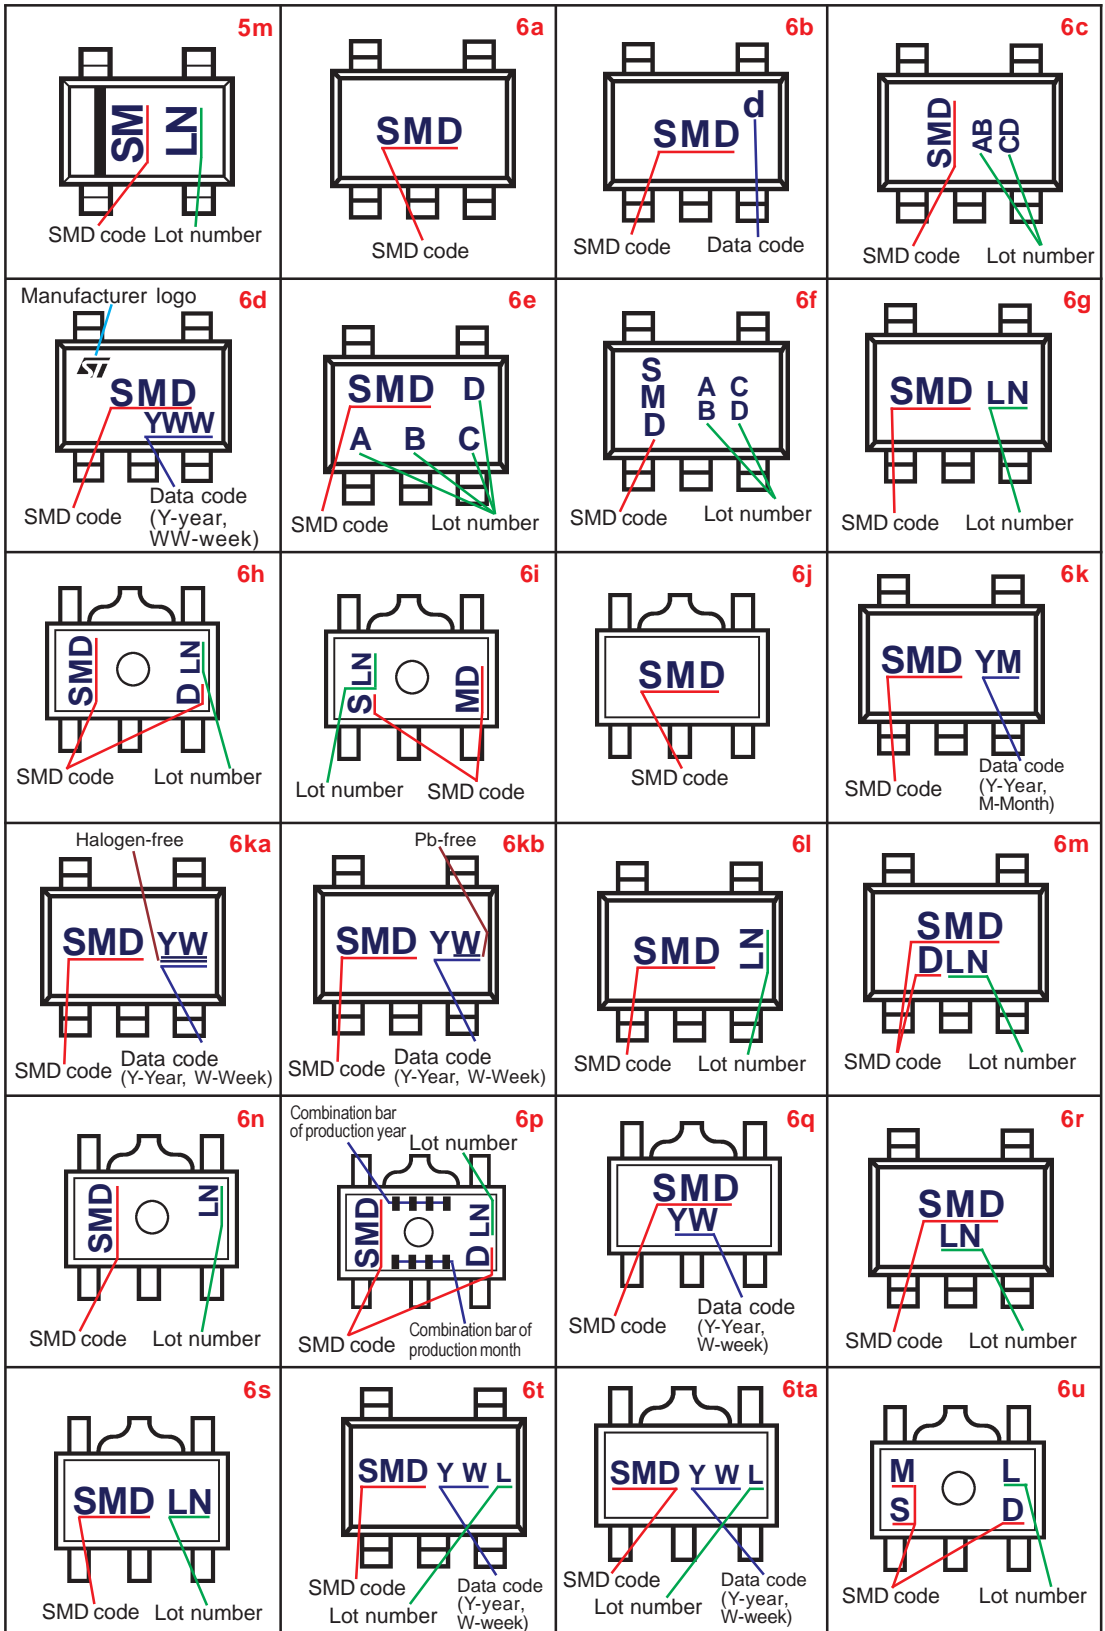 5m
SM
LN
SMD code Lot number
6a
SMD
SMD code
6b
d
SMD
SMD code
Data code
6c
SMD
AB
CD
SMD code
Lot number
6d
Manufacturer logo
ST
SMD
YWW
SMD code
Data code
(Y-year,
WW-week)
6e
SMD D
A B C
SMD code
Lot number
6f
S
M
D
A C
B D
SMD code
Lot number
6g
SMD LN
SMD code
Lot number
6h
SMD
D LN
SMD code
Lot number
6i
S LN
MD
Lot number
SMD code
6j
SMD
SMD code
6k
SMD YM
SMD code
Data code
(Y-Year,
M-Month)
6ka
Halogen-free
SMD YW
SMD code
Data code
(Y-Year, W-Week)
6kb
Pb-free
SMD YW
SMD code
Data code
(Y-Year, W-Week)
6l
SMD
LN
SMD code
Lot number
6m
SMD
DLN
SMD code
Lot number
6n
SMD
LN
SMD code
Lot number
6p
Combination bar
of production year
Lot number
SMD
D LN
SMD code
Combination bar of
production month
6q
SMD
YW
SMD code
Data code
(Y-Year,
W-week)
6r
SMD
LN
SMD code
Lot number
6s
SMD LN
SMD code
Lot number
6t
SMD Y W L
SMD code
Lot number
Data code
(Y-year,
W-week)
6ta
SMD Y W L
SMD code
Lot number
Data code
(Y-year,
W-week)
6u
M L
S D
SMD code
Lot number